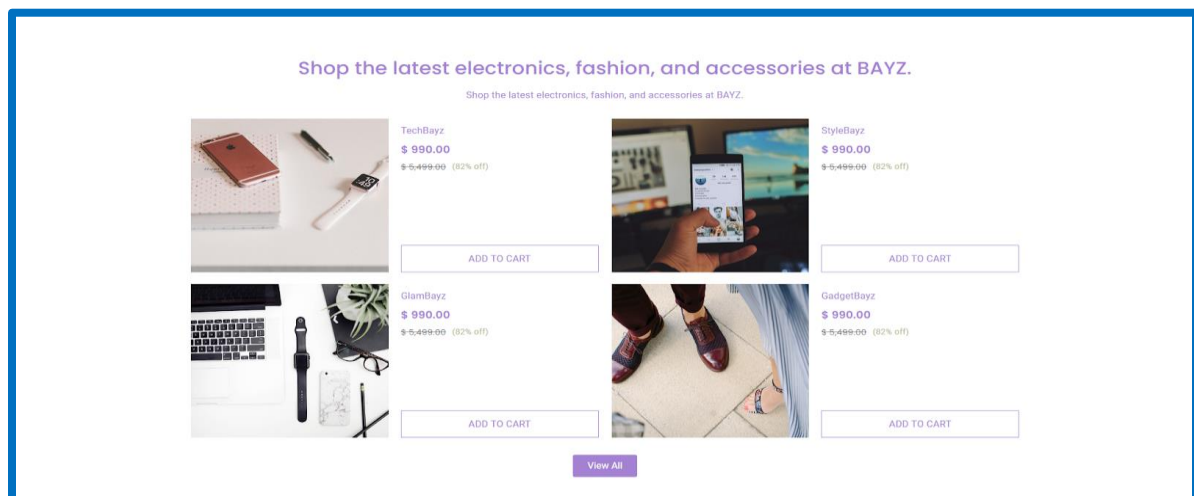 Shop the latest electronics, fashion, and accessories at BAYZ.
Shop the latest electronics, fashion, and accessories at BAYZ.
TechBayz
$ 990.00
$ 5,499.00 (82% off)
ADD TO CART
StyleBayz
$ 990.00
$ 5,499.00 (82% off)
ADD TO CART
GlamBayz
$ 990.00
$ 5,499.00 (82% off)
ADD TO CART
GadgetBayz
$ 990.00
$ 5,499.00 (82% off)
ADD TO CART
View All